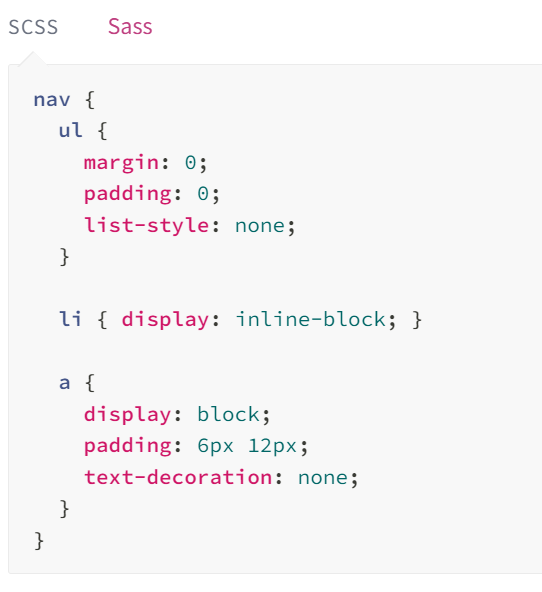 SCSS Sass
nav {
  ul {
    margin: 0;
    padding: 0;
    list-style: none;
  }

  li { display: inline-block; }

  a {
    display: block;
    padding: 6px 12px;
    text-decoration: none;
  }
}